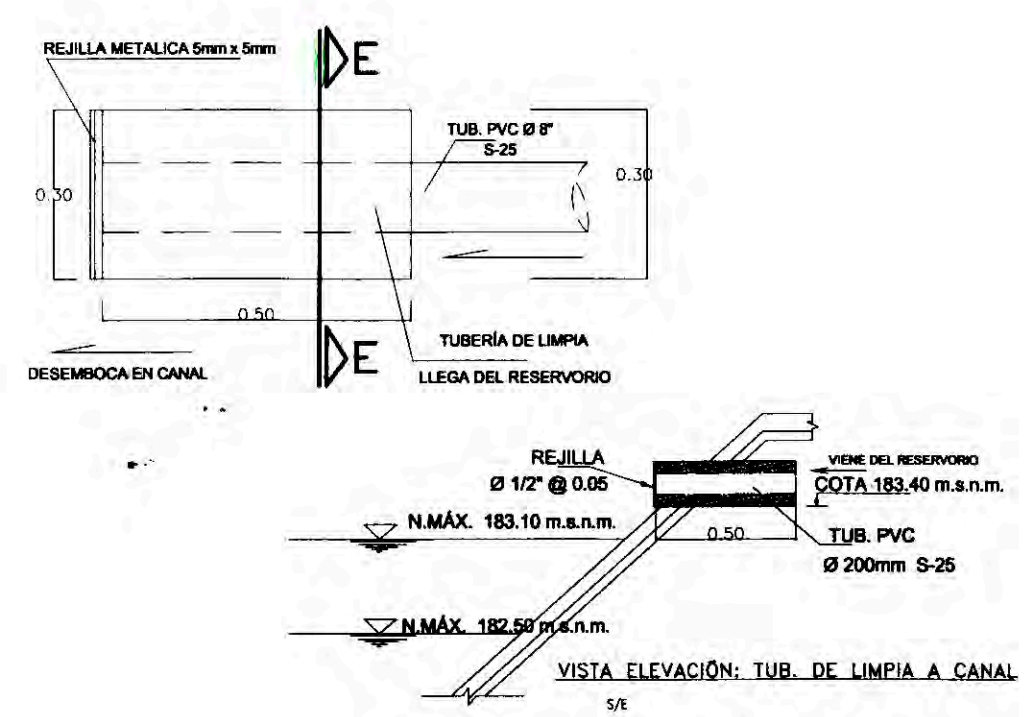 REJILLA METALICA 5mm x 5mm
E
TUB. PVC Ø 8"
S-25
0.30
0.30
0.50
TUBERÍA DE LIMPIA
E
DESEMBOCA EN CANAL
LLEGA DEL RESERVORIO
REJILLA
Ø 1/2" @ 0.05
VIENE DEL RESERVORIO
COTA 183.40 m.s.n.m.
N.MÁX. 183.10 m.s.n.m.
0.50
TUB. PVC
Ø 200mm S-25
N.MÁX. 182.50 m.s.n.m.
VISTA ELEVACIÓN: TUB. DE LIMPIA A CANAL
S/E